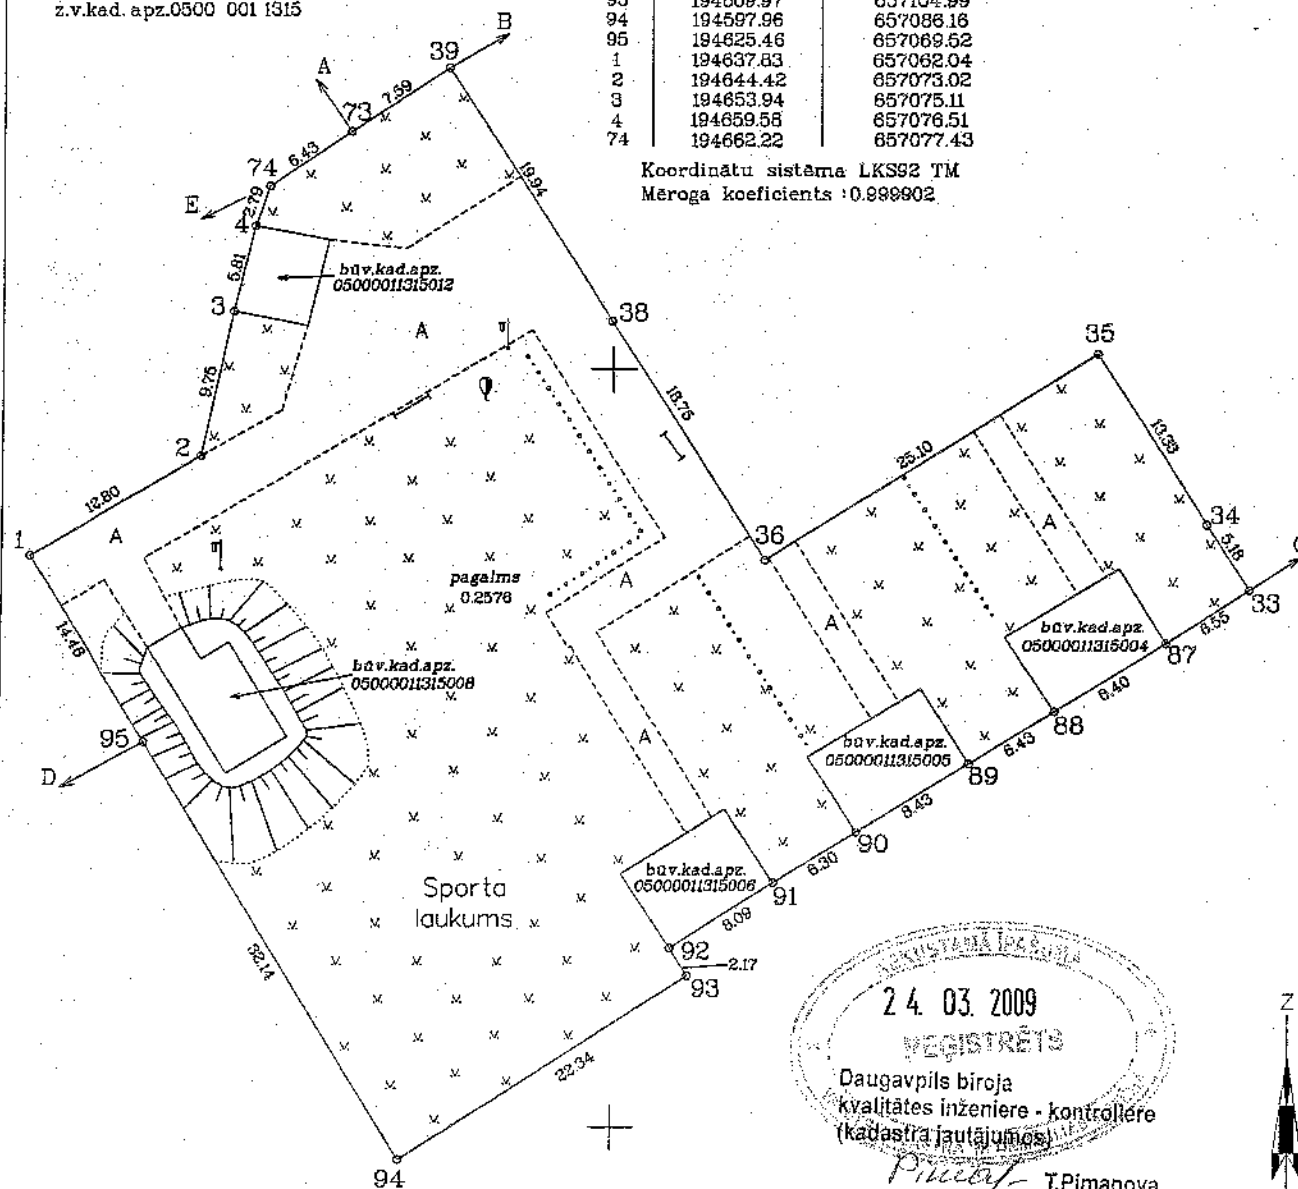 z.v.kad. apz.0500 001 1315
94 194597.96 657086.16
95 194625.46 657069.52
1 194637.83 657062.04
2 194644.42 657073.02
3 194653.94 657075.11
4 194659.58 657076.51
74 194662.22 657077.43
Koordinātu sistēma LKS92 TM
Mēroga koeficients :0.999902
B
39
A
7.59
73
6.43
74
E
2.79
4
19.94
5.81
būv.kad.apz.
05000011315012
3
38
A
35
9.75
18.75
2
25.10
13.38
12.80
A
1
34
A
5.18
36
C
pagalms
0.2576
A
33
14.48
A
būv.kad.apz.
05000011315004
6.55
87
būv.kad.apz.
05000011315008
8.40
95
A
88
D
būv.kad.apz.
05000011315005
6.43
89
8.43
90
būv.kad.apz.
05000011315006
6.30
91
Sporta
laukums
8.09
32.14
92
2.17
93
24. 03. 2009
REĢISTRĒTS
Daugavpils biroja
kvalitātes inženiere - kontroliere
(kadastra jautājumos)
22.34
94
T.Pimanova
Z